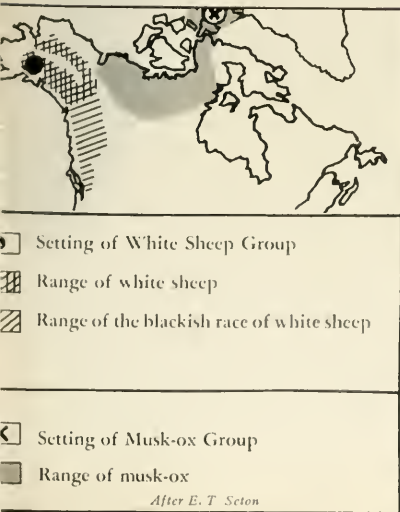 Setting of White Sheep Group
Range of white sheep
Range of the blackish race of white sheep
Setting of Musk-ox Group
Range of musk-ox
After E. T Seton